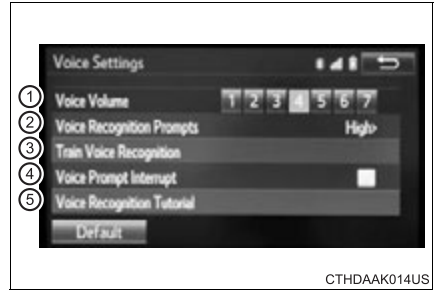 Voice Settings
1 Voice Volume 1 2 3 4 5 6 7
2 Voice Recognition Prompts High>
3 Train Voice Recognition
4 Voice Prompt Interrupt
5 Voice Recognition Tutorial
Default
CTHDAAK014US